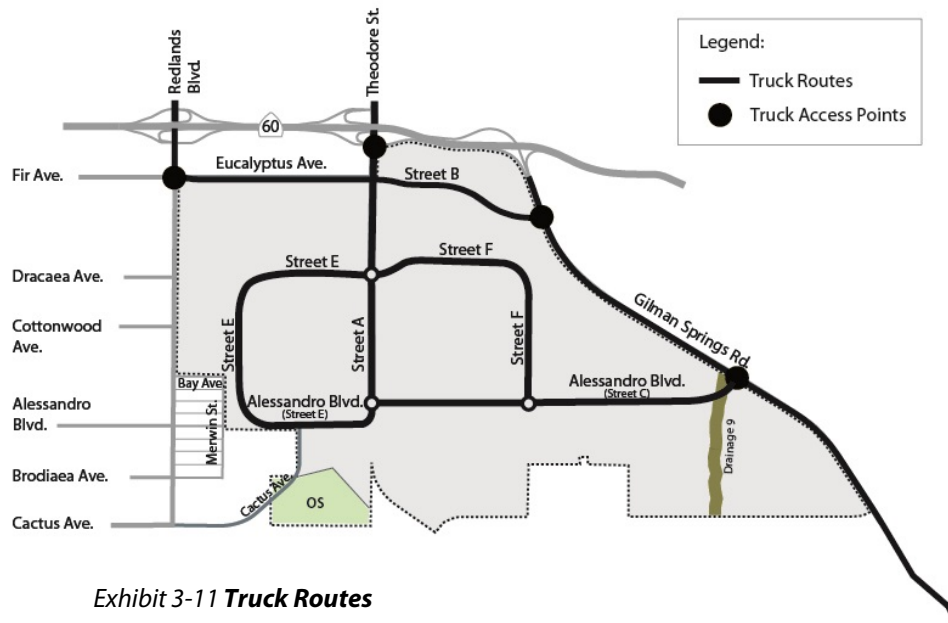 Redlands
Blvd.
Theodore St.
Legend:
Truck Routes
Truck Access Points
60
Eucalyptus Ave.
Fir Ave.
Street B
Street F
Street E
Dracaea Ave.
Gilman Springs Rd.
Cottonwood
Ave.
Street E
Street A
Street F
Bay Ave
Alessandro Blvd.
(Street C)
Alessandro
Blvd.
Alessandro Blvd.
(Street E)
Merwin St.
Drainage 9
Brodiaea Ave.
Cactus Ave.
OS
Cactus Ave.
Exhibit 3-11 Truck Routes